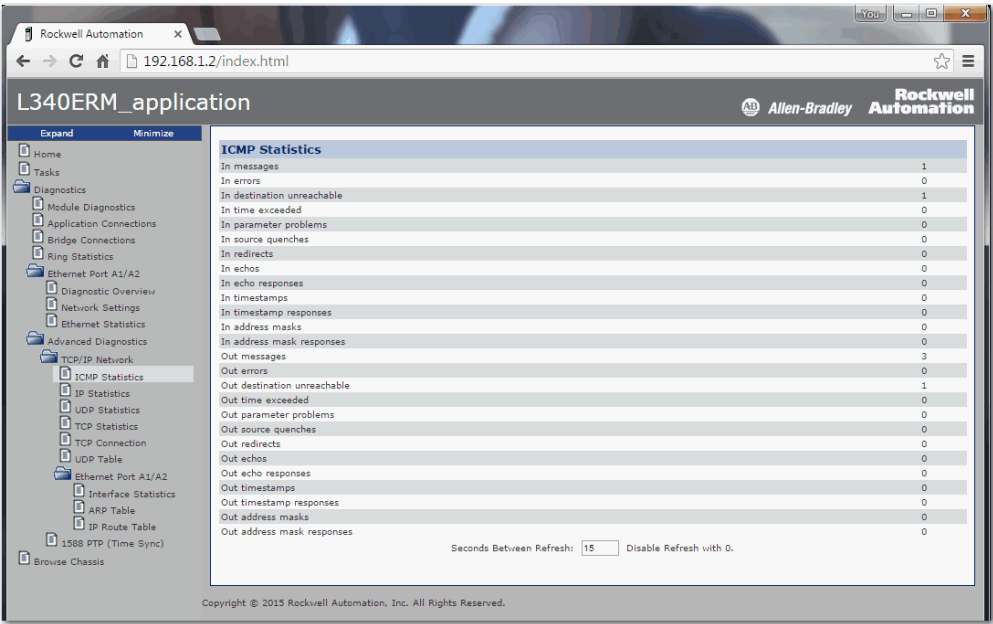 You
Rockwell Automation
192.168.1.2/index.html
L340ERM_application
AB Allen-Bradley Rockwell Automation
Expand Minimize
Home
Tasks
Diagnostics
Module Diagnostics
Application Connections
Bridge Connections
Ring Statistics
Ethernet Port A1/A2
Diagnostic Overview
Network Settings
Ethernet Statistics
Advanced Diagnostics
TCP/IP Network
ICMP Statistics
IP Statistics
UDP Statistics
TCP Statistics
TCP Connection
UDP Table
Ethernet Port A1/A2
Interface Statistics
ARP Table
IP Route Table
1588 PTP (Time Sync)
Browse Chassis
ICMP Statistics
In messages 1
In errors 0
In destination unreachable 1
In time exceeded 0
In parameter problems 0
In source quenches 0
In redirects 0
In echos 0
In echo responses 0
In timestamps 0
In timestamp responses 0
In address masks 0
In address mask responses 0
Out messages 3
Out errors 0
Out destination unreachable 1
Out time exceeded 0
Out parameter problems 0
Out source quenches 0
Out redirects 0
Out echos 0
Out echo responses 0
Out timestamps 0
Out timestamp responses 0
Out address masks 0
Out address mask responses 0
Seconds Between Refresh: 15 Disable Refresh with 0.
Copyright © 2015 Rockwell Automation, Inc. All Rights Reserved.